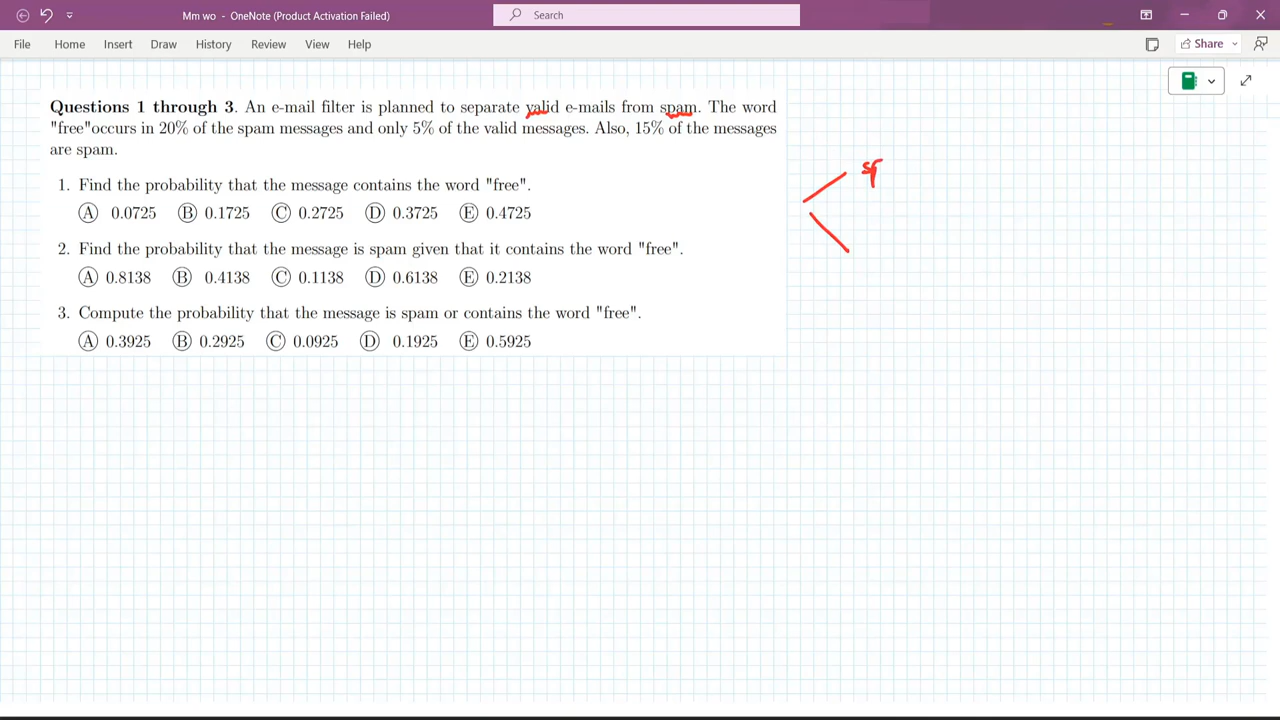 Mm wo - OneNote (Product Activation Failed)
Search
File Home Insert Draw History Review View Help
Share
Questions 1 through 3. An e-mail filter is planned to separate valid e-mails from spam. The word
"free"occurs in 20% of the spam messages and only 5% of the valid messages. Also, 15% of the messages
are spam.
1. Find the probability that the message contains the word "free".
A 0.0725 B 0.1725 C 0.2725 D 0.3725 E 0.4725
2. Find the probability that the message is spam given that it contains the word "free".
A 0.8138 B 0.4138 C 0.1138 D 0.6138 E 0.2138
3. Compute the probability that the message is spam or contains the word "free".
A 0.3925 B 0.2925 C 0.0925 D 0.1925 E 0.5925
sp